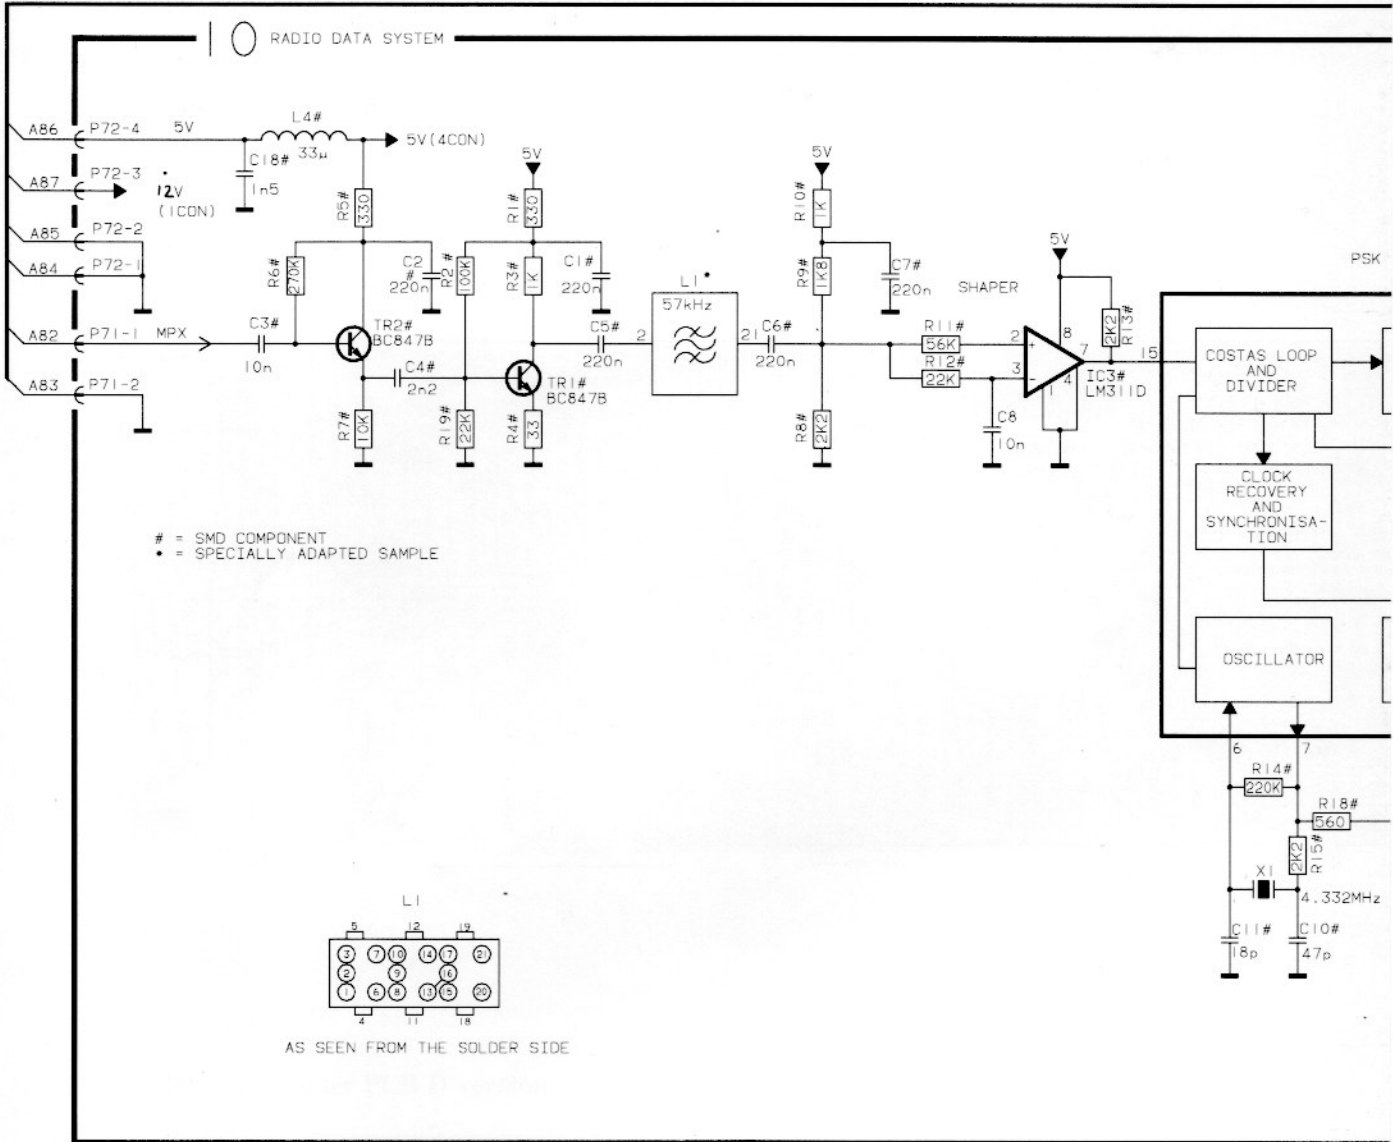 10 RADIO DATA SYSTEM
A86 P72-4 5V L4# 33µ 5V(4CON)
C18# 1n5
A87 P72-3 12V (1CON)
A85 P72-2
A84 P72-1
A82 P71-1 MPX
A83 P71-2
R5# 330
R6# 270K
C2 # 220n
C3# 10n
TR2# BC847B
R7# 10K
C4# 2n2
R2# 100K
R19# 22K
5V
R1# 330
R3# 1K
C1# 220n
TR1# BC847B
R4# 33
C5# 220n
L1•
57kHz
2 21
C6# 220n
5V
R10# 1K
R9# 1K8
C7# 220n
R8# 2K2
SHAPER
R11# 56K
R12# 22K
C8 10n
5V
2 + 3 - 8 7 4 1
IC3# LM311D
R13# 2K2
15
PSK
COSTAS LOOP
AND
DIVIDER
CLOCK
RECOVERY
AND
SYNCHRONISA-
TION
OSCILLATOR
6 7
R14# 220K
R18# 560
R15# 2K2
X1 4.332MHz
C11# 18p
C10# 47p
# = SMD COMPONENT
• = SPECIALLY ADAPTED SAMPLE
L1
5 12 19
3 7 10 14 17 21
2 9 16
1 6 8 13 15 20
4 11 18
AS SEEN FROM THE SOLDER SIDE